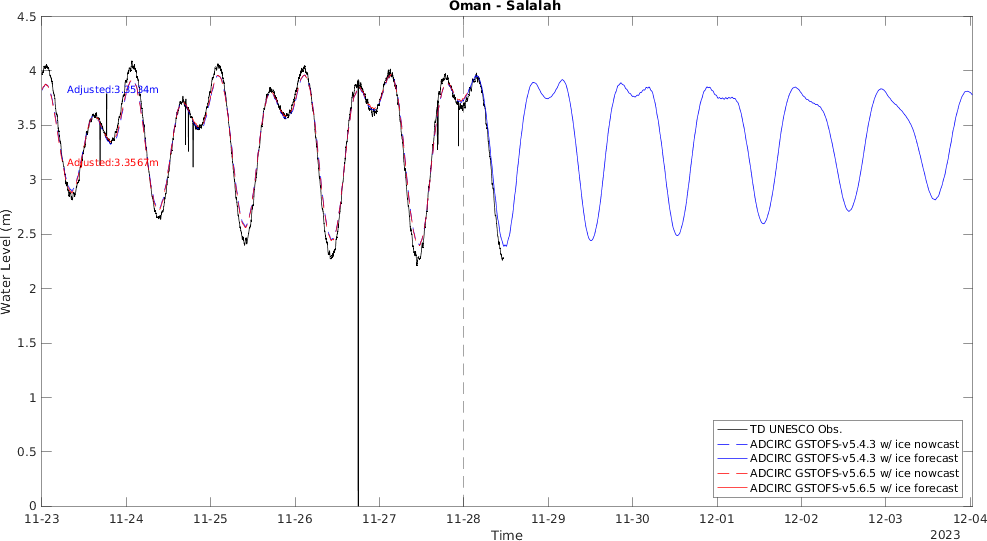 Oman - Salalah
Water Level (m)
4.5
4
3.5
3
2.5
2
1.5
1
0.5
0
Adjusted:3.3534m
Adjusted:3.3567m
TD UNESCO Obs.
ADCIRC GSTOFS-v5.4.3 w/ ice nowcast
ADCIRC GSTOFS-v5.4.3 w/ ice forecast
ADCIRC GSTOFS-v5.6.5 w/ ice nowcast
ADCIRC GSTOFS-v5.6.5 w/ ice forecast
11-23 11-24 11-25 11-26 11-27 11-28 11-29 11-30 12-01 12-02 12-03 12-04
Time
2023